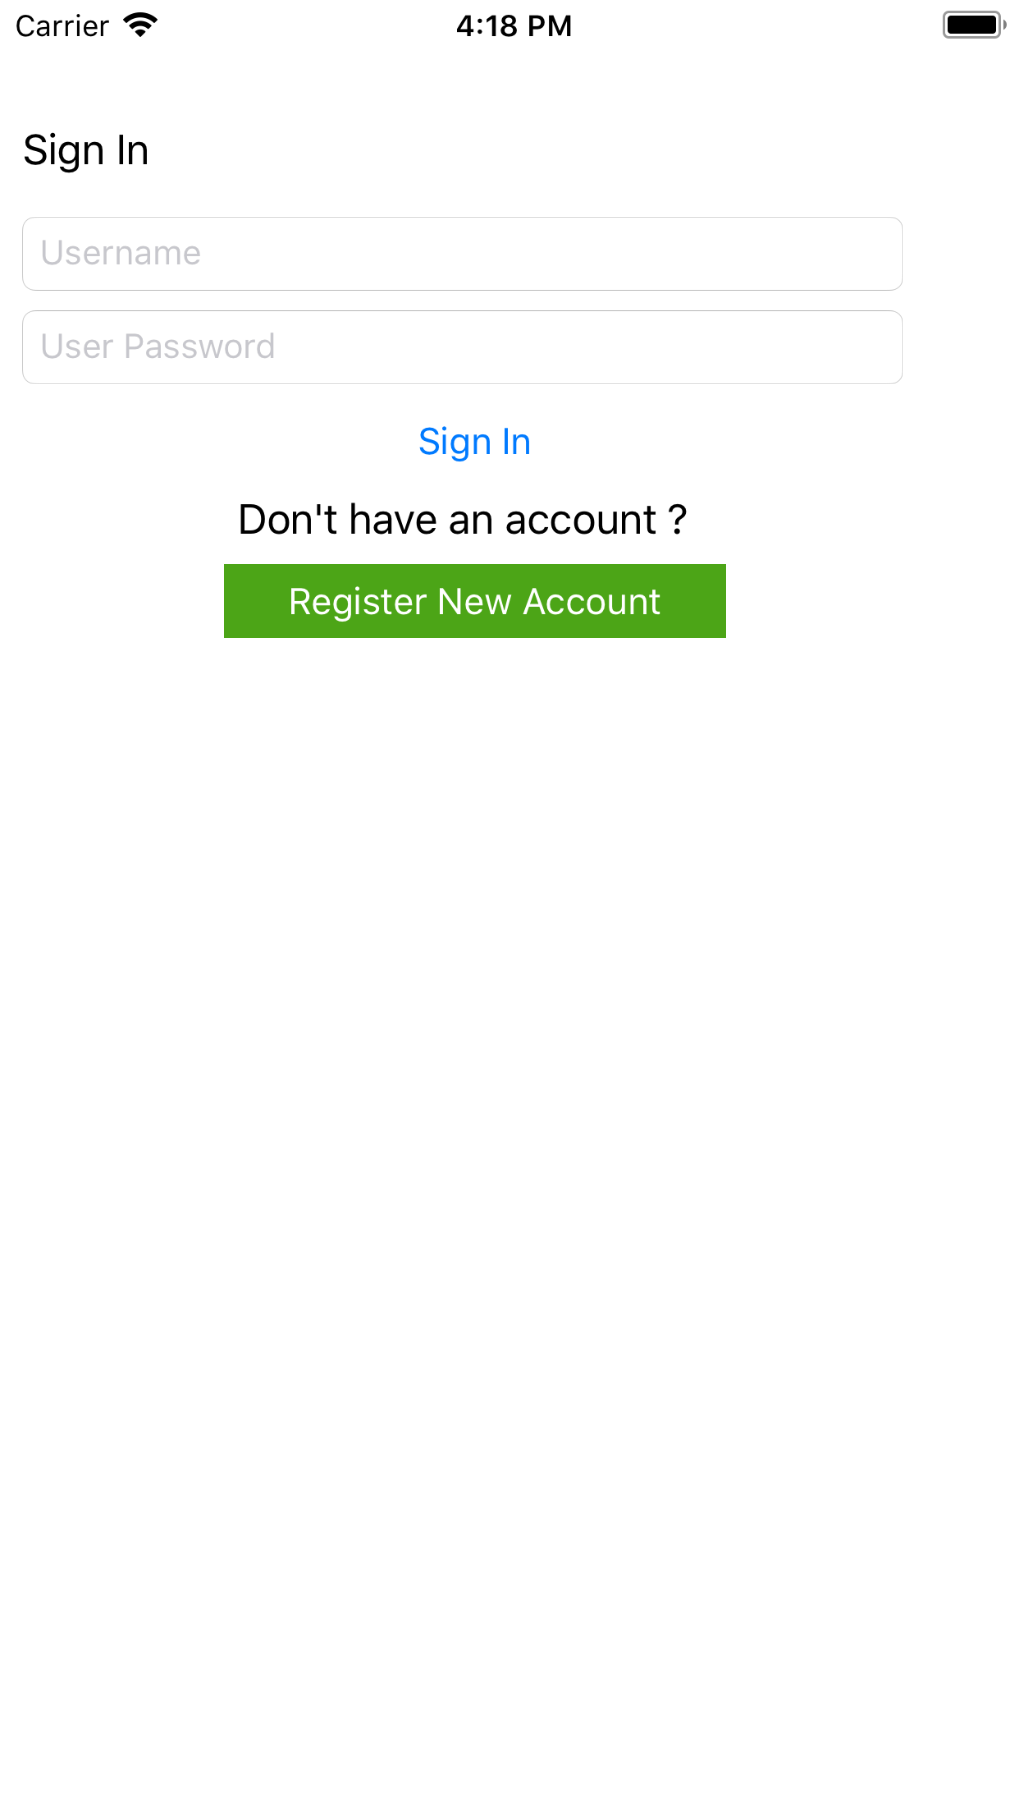 Carrier 4:18 PM
Sign In
Username
User Password
Sign In
Don't have an account ?
Register New Account